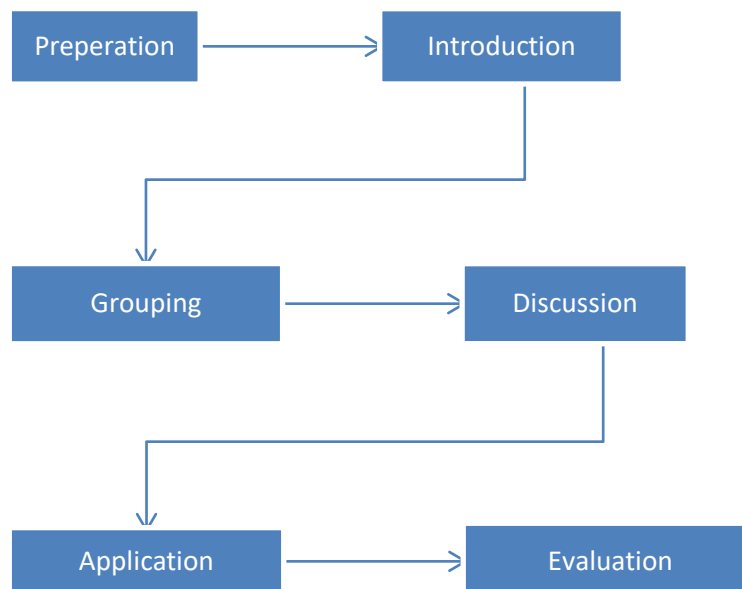 Preperation
Introduction
Grouping
Discussion
Application
Evaluation